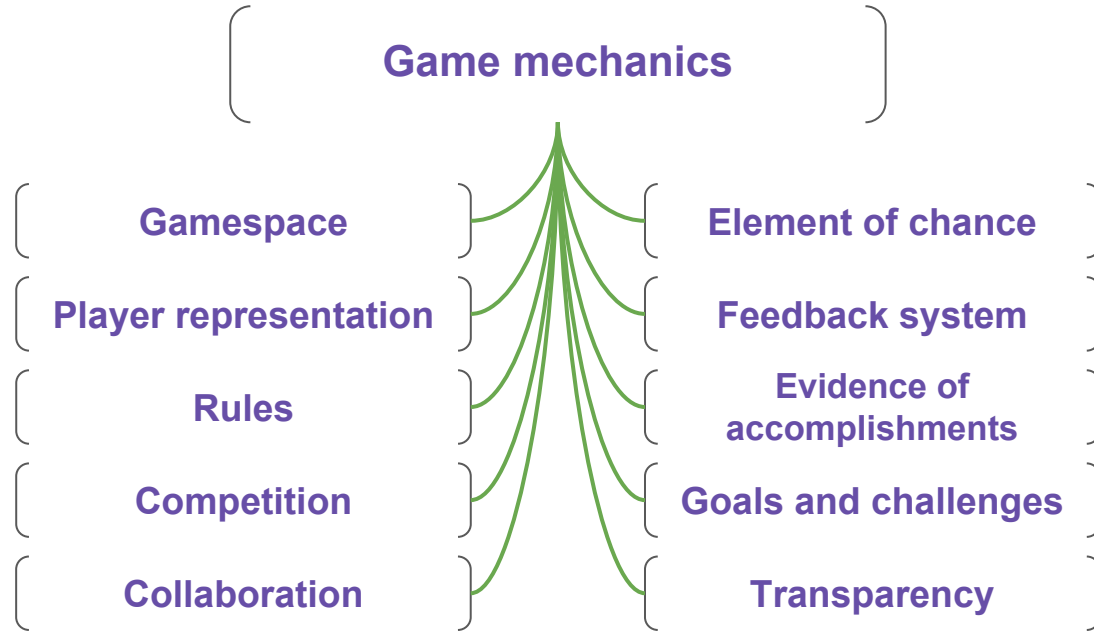 Game mechanics
Gamespace
Player representation
Rules
Competition
Collaboration
Element of chance
Feedback system
Evidence of
accomplishments
Goals and challenges
Transparency